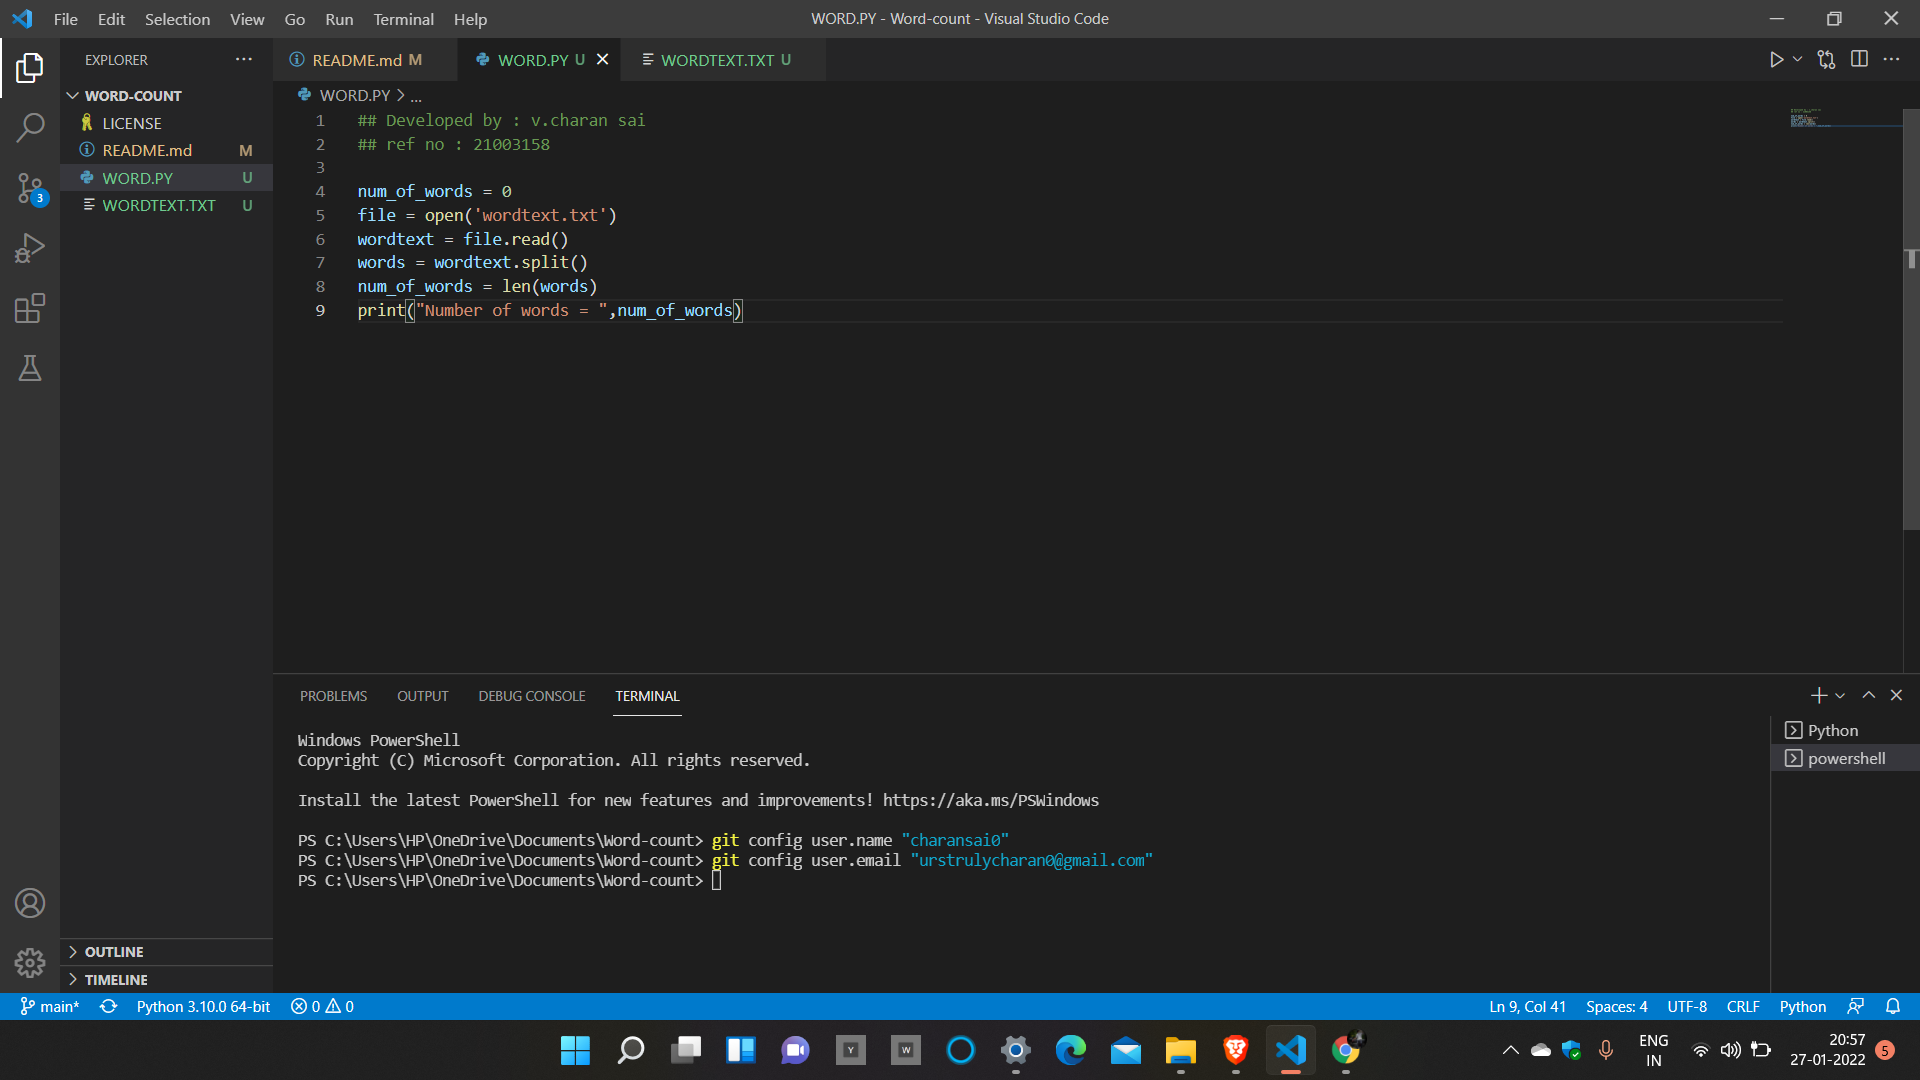 File Edit Selection View Go Run Terminal Help WORD.PY - Word-count - Visual Studio Code
EXPLORER
README.md M
WORD.PY U
WORDTEXT.TXT U
WORD-COUNT
LICENSE
README.md M
WORD.PY U
WORDTEXT.TXT U
3
WORD.PY > ...
1 ## Developed by : v.charan sai
2 ## ref no : 21003158
3
4 num_of_words = 0
5 file = open('wordtext.txt')
6 wordtext = file.read()
7 words = wordtext.split()
8 num_of_words = len(words)
9 print("Number of words = ",num_of_words)
PROBLEMS OUTPUT DEBUG CONSOLE TERMINAL
Windows PowerShell
Copyright (C) Microsoft Corporation. All rights reserved.
Install the latest PowerShell for new features and improvements! https://aka.ms/PSWindows
PS C:\Users\HP\OneDrive\Documents\Word-count> git config user.name "charansai0"
PS C:\Users\HP\OneDrive\Documents\Word-count> git config user.email "urstrulycharan0@gmail.com"
PS C:\Users\HP\OneDrive\Documents\Word-count>
Python
powershell
OUTLINE
TIMELINE
main* Python 3.10.0 64-bit 0 0 Ln 9, Col 41 Spaces: 4 UTF-8 CRLF Python
Y
W
ENG
IN
20:57
27-01-2022
5